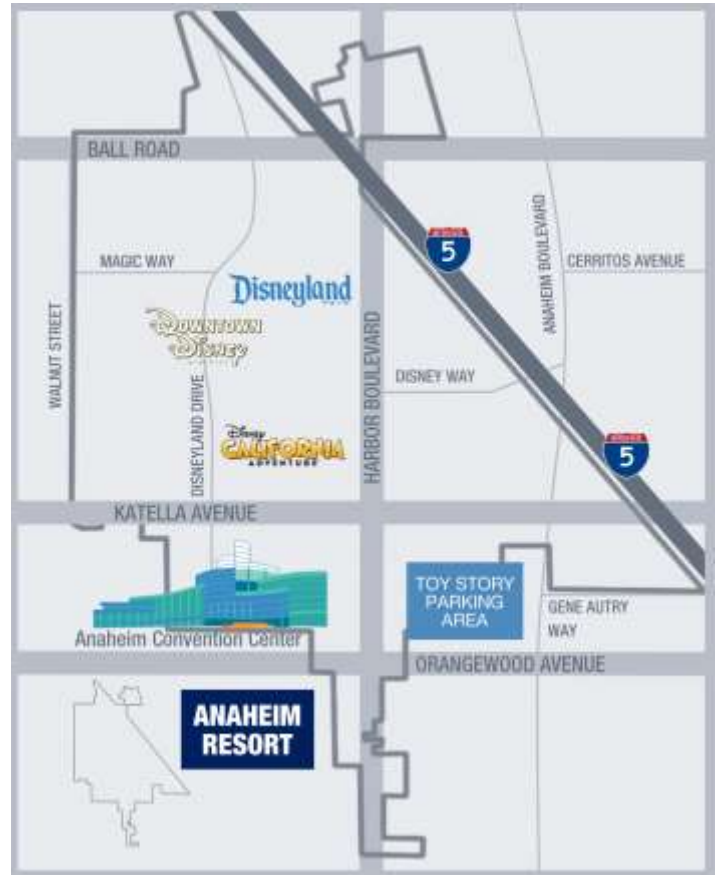 BALL ROAD
INTERSTATE
5
MAGIC WAY
ANAHEIM BOULEVARD
CERRITOS AVENUE
Disneyland
DOWNTOWN
Disney
WALNUT STREET
DISNEYLAND DRIVE
HARBOR BOULEVARD
DISNEY WAY
Disney
CALIFORNIA
ADVENTURE
INTERSTATE
5
KATELLA AVENUE
TOY STORY
PARKING
AREA
GENE AUTRY
WAY
Anaheim Convention Center
ORANGEWOOD AVENUE
ANAHEIM
RESORT